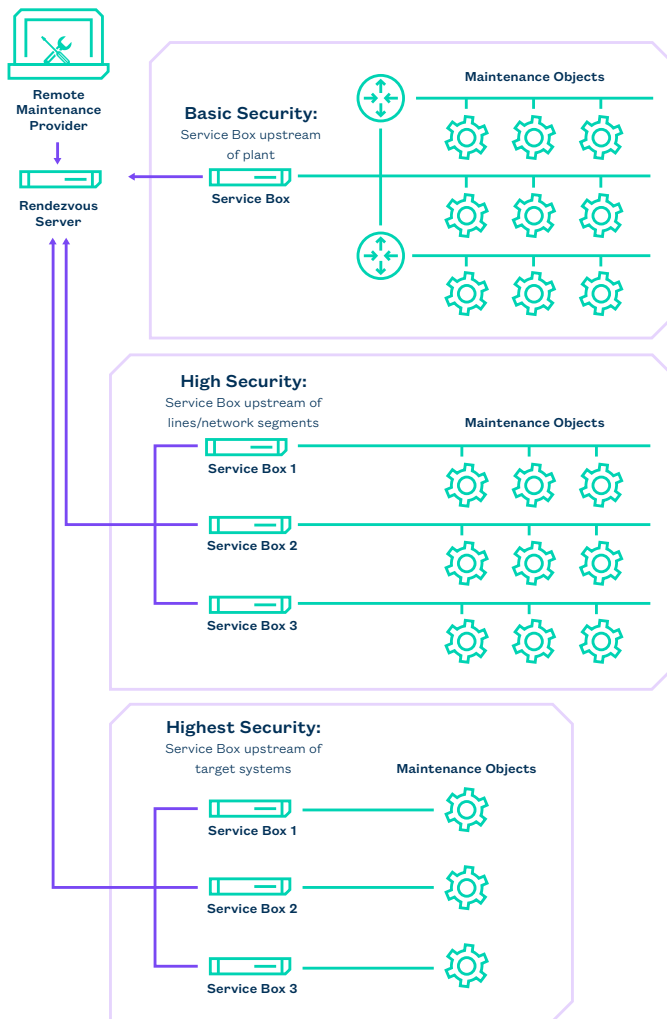 Remote
Maintenance
Provider
Rendezvous
Server
Basic Security:
Service Box upstream
of plant
Service Box
Maintenance Objects
High Security:
Service Box upstream of
lines/network segments
Maintenance Objects
Service Box 1
Service Box 2
Service Box 3
Highest Security:
Service Box upstream of
target systems
Maintenance Objects
Service Box 1
Service Box 2
Service Box 3